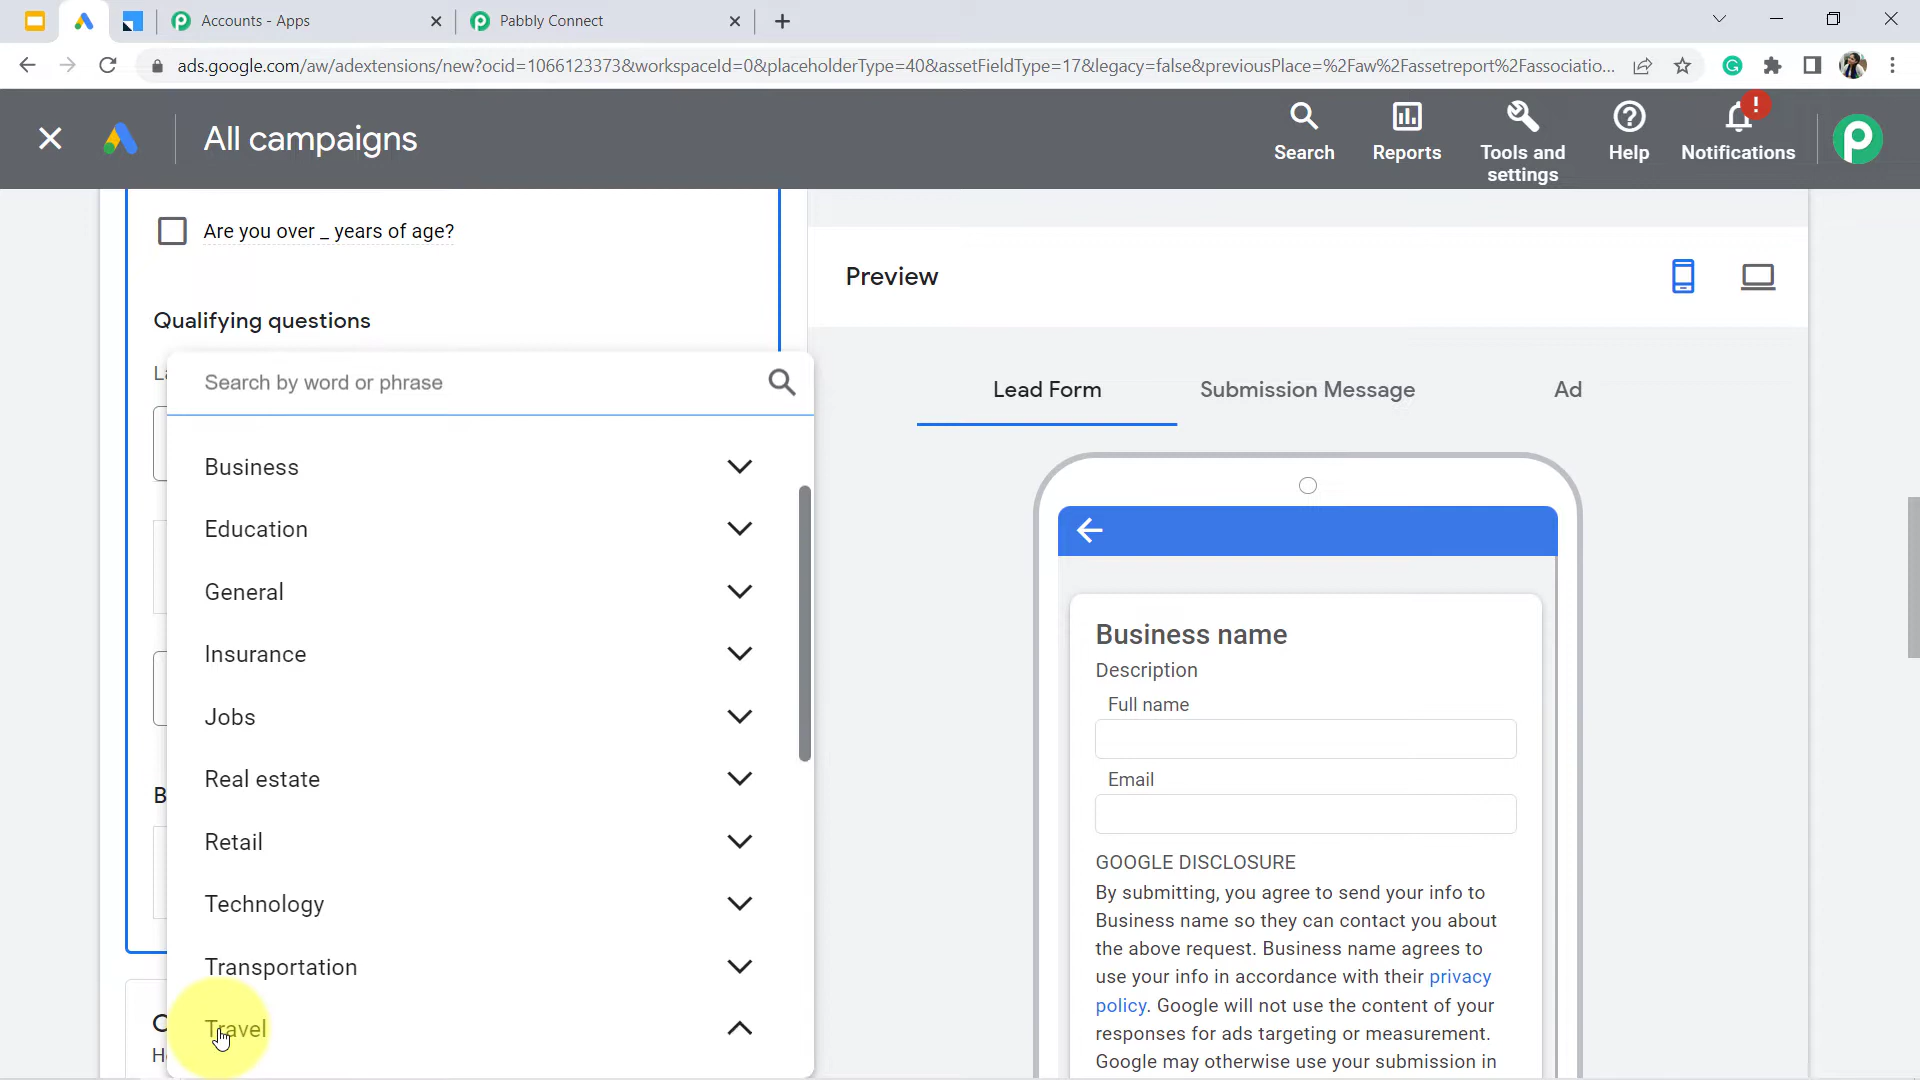 Accounts - Apps
Pabbly Connect
ads.google.com/aw/adextensions/new?ocid=1066123373&workspaceId=0&placeholderType=40&assetFieldType=17&legacy=false&previousPlace=%2Faw%2Fassetreport%2Fassociatio...
All campaigns
Search
Reports
Tools and
settings
Help
!
Notifications
Are you over _ years of age?
Qualifying questions
La
Search by word or phrase
Business
Education
General
Insurance
Jobs
Real estate
B
Retail
Technology
Transportation
Travel
Preview
Lead Form
Submission Message
Ad
Business name
Description
Full name
Email
GOOGLE DISCLOSURE
By submitting, you agree to send your info to
Business name so they can contact you about
the above request. Business name agrees to
use your info in accordance with their privacy
policy. Google will not use the content of your
responses for ads targeting or measurement.
Google may otherwise use your submission in